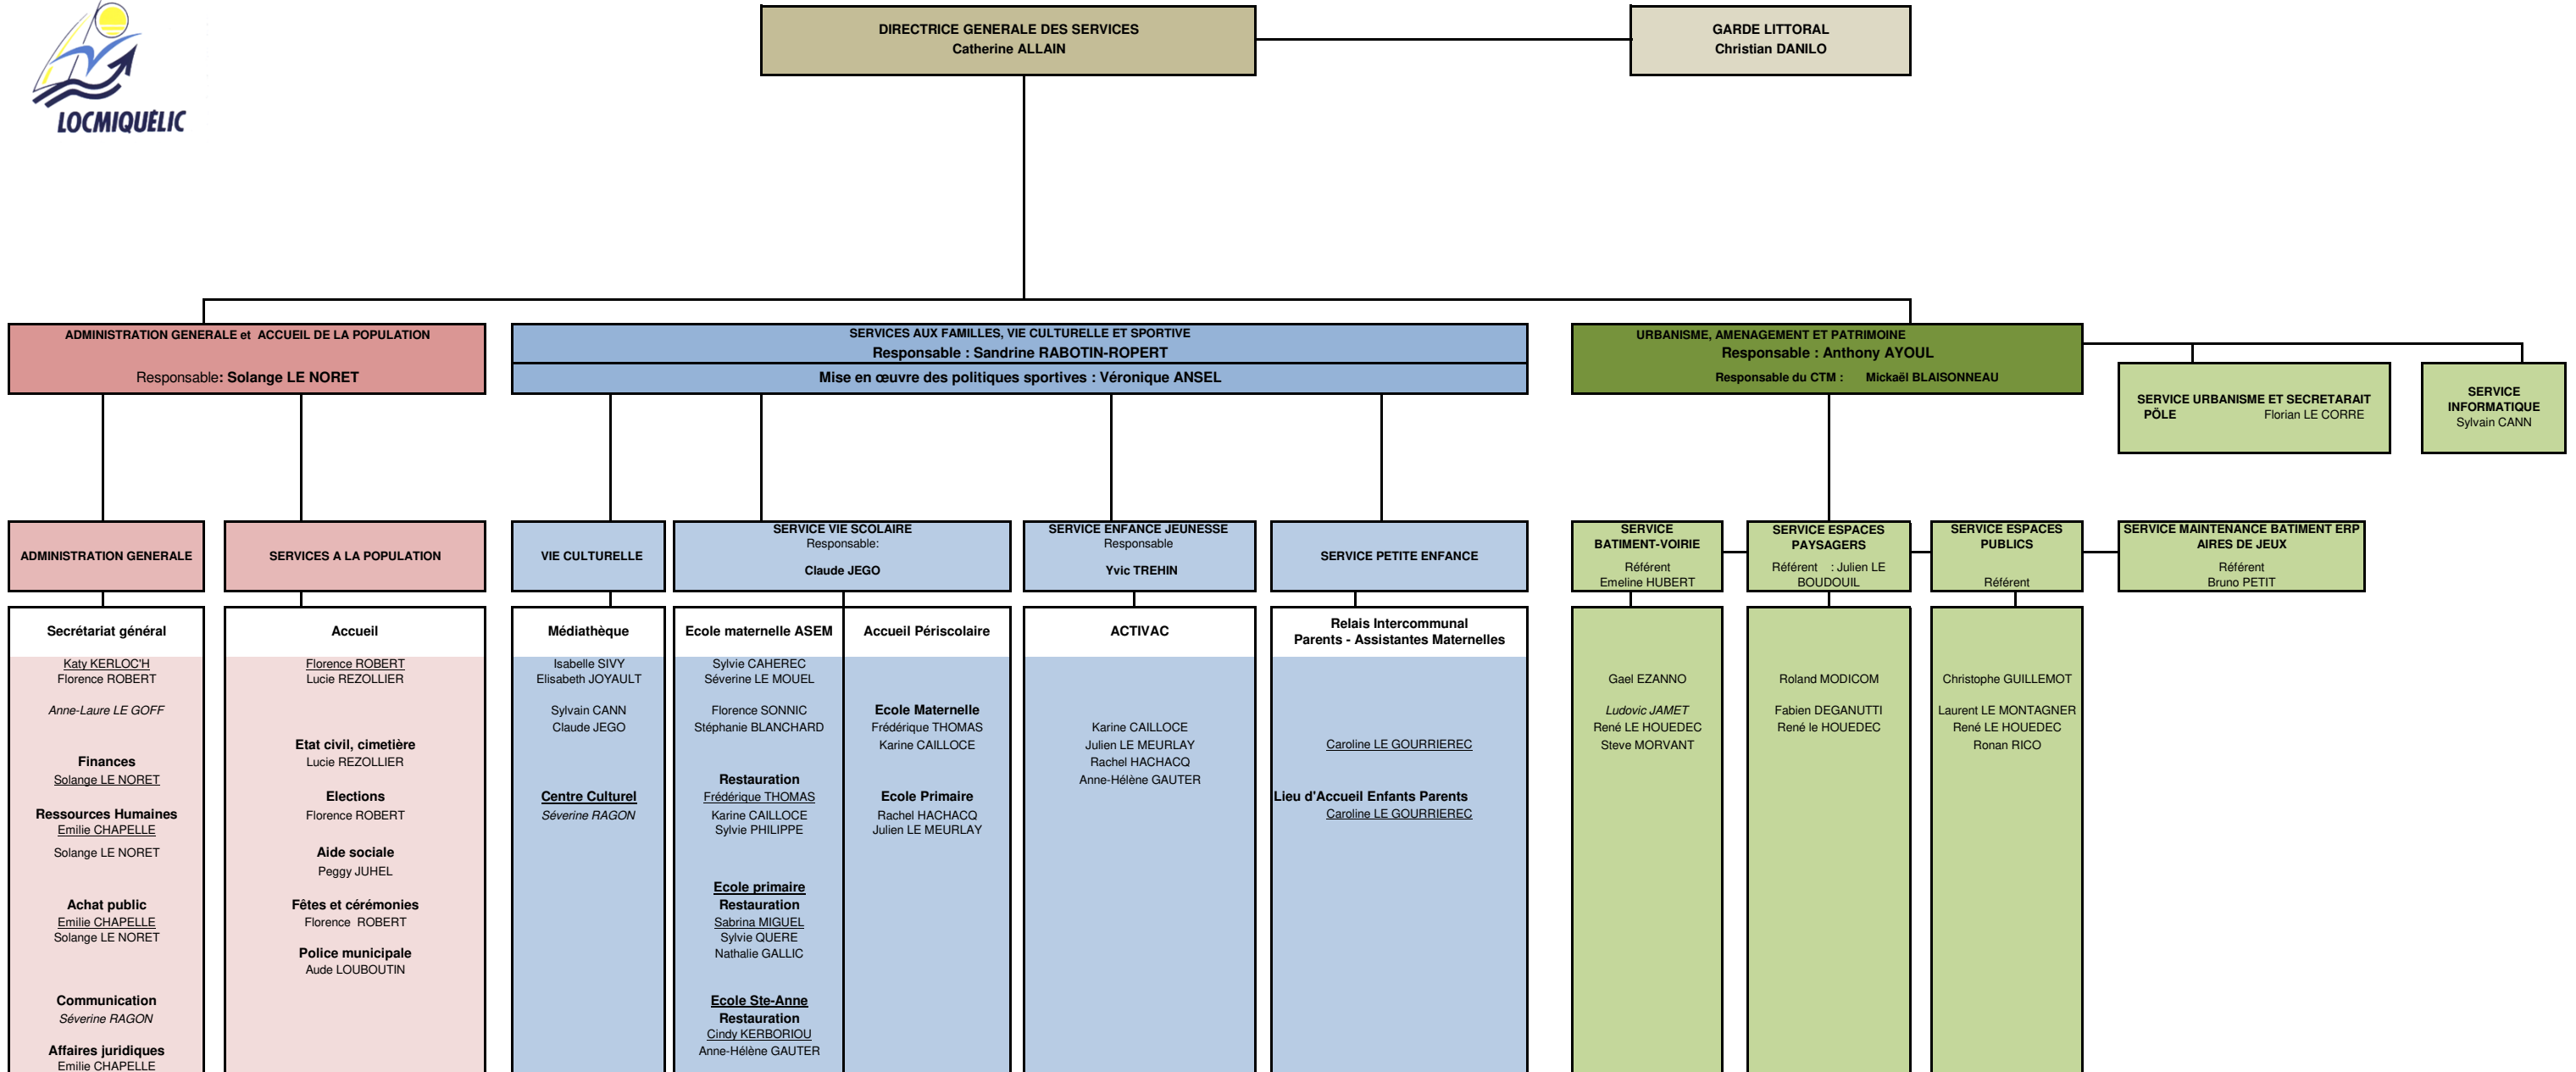 LOCMIQUÉLIC
DIRECTRICE GENERALE DES SERVICES
Catherine ALLAIN
GARDE LITTORAL
Christian DANILO
ADMINISTRATION GENERALE et ACCUEIL DE LA POPULATION
Responsable: Solange LE NORET
SERVICES AUX FAMILLES, VIE CULTURELLE ET SPORTIVE
Responsable : Sandrine RABOTIN-ROPERT
Mise en œuvre des politiques sportives : Véronique ANSEL
URBANISME, AMENAGEMENT ET PATRIMOINE
Responsable : Anthony AYOUL
Responsable du CTM : Mickaël BLAISONNEAU
SERVICE URBANISME ET SECRETARAIT
PÔLE Florian LE CORRE
SERVICE
INFORMATIQUE
Sylvain CANN
ADMINISTRATION GENERALE
SERVICES A LA POPULATION
VIE CULTURELLE
SERVICE VIE SCOLAIRE
Responsable:
Claude JEGO
SERVICE ENFANCE JEUNESSE
Responsable
Yvic TREHIN
SERVICE PETITE ENFANCE
SERVICE
BATIMENT-VOIRIE
Référent
Emeline HUBERT
SERVICE ESPACES
PAYSAGERS
Référent : Julien LE
BOUDOUIL
SERVICE ESPACES
PUBLICS
Référent
SERVICE MAINTENANCE BATIMENT ERP
AIRES DE JEUX
Référent
Bruno PETIT
Secrétariat général
Katy KERLOC'H
Florence ROBERT
Anne-Laure LE GOFF
Finances
Solange LE NORET
Ressources Humaines
Emilie CHAPELLE
Solange LE NORET
Achat public
Emilie CHAPELLE
Solange LE NORET
Communication
Séverine RAGON
Affaires juridiques
Emilie CHAPELLE
Accueil
Florence ROBERT
Lucie REZOLLIER
Etat civil, cimetière
Lucie REZOLLIER
Elections
Florence ROBERT
Aide sociale
Peggy JUHEL
Fêtes et cérémonies
Florence ROBERT
Police municipale
Aude LOUBOUTIN
Médiathèque
Isabelle SIVY
Elisabeth JOYAULT
Sylvain CANN
Claude JEGO
Centre Culturel
Séverine RAGON
Ecole maternelle ASEM
Sylvie CAHEREC
Séverine LE MOUEL
Florence SONNIC
Stéphanie BLANCHARD
Restauration
Frédérique THOMAS
Karine CAILLOCE
Sylvie PHILIPPE
Ecole primaire
Restauration
Sabrina MIGUEL
Sylvie QUERE
Nathalie GALLIC
Ecole Ste-Anne
Restauration
Cindy KERBORIOU
Anne-Hélène GAUTER
Accueil Périscolaire
Ecole Maternelle
Frédérique THOMAS
Karine CAILLOCE
Ecole Primaire
Rachel HACHACQ
Julien LE MEURLAY
ACTIVAC
Karine CAILLOCE
Julien LE MEURLAY
Rachel HACHACQ
Anne-Hélène GAUTER
Relais Intercommunal
Parents - Assistantes Maternelles
Caroline LE GOURRIEREC
Lieu d'Accueil Enfants Parents
Caroline LE GOURRIEREC
Gael EZANNO
Ludovic JAMET
René LE HOUEDEC
Steve MORVANT
Roland MODICOM
Fabien DEGANUTTI
René le HOUEDEC
Christophe GUILLEMOT
Laurent LE MONTAGNER
René LE HOUEDEC
Ronan RICO